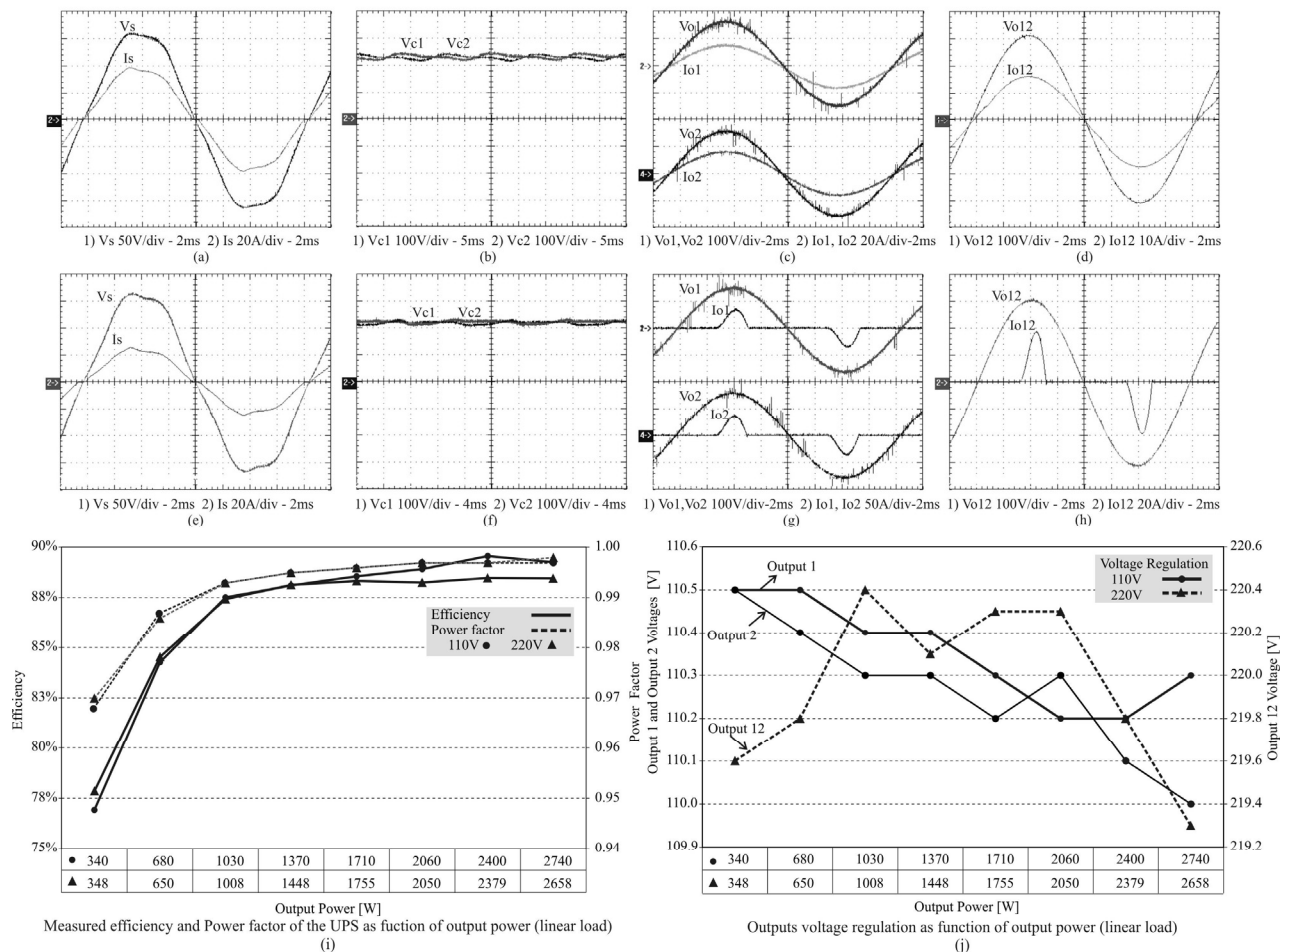 Vs
Is
2->
1) Vs 50V/div - 2ms 2) Is 20A/div - 2ms
(a)
Vc1 Vc2
2->
1) Vc1 100V/div - 5ms 2) Vc2 100V/div - 5ms
(b)
Vo1
2->
Io1
Vo2
4->
Io2
1) Vo1,Vo2 100V/div-2ms 2) Io1, Io2 20A/div-2ms
(c)
Vo12
Io12
1->
1) Vo12 100V/div - 2ms 2) Io12 10A/div - 2ms
(d)
Vs
Is
2->
1) Vs 50V/div - 2ms 2) Is 20A/div - 2ms
(e)
Vc1 Vc2
2->
1) Vc1 100V/div - 4ms 2) Vc2 100V/div - 4ms
(f)
Vo1
Io1
2->
Vo2
Io2
4->
1) Vo1,Vo2 100V/div-2ms 2) Io1, Io2 50A/div-2ms
(g)
Vo12
Io12
2->
1) Vo12 100V/div - 2ms 2) Io12 20A/div - 2ms
(h)
Efficiency
90%
88%
85%
83%
80%
78%
75%
Efficiency
Power factor
110V 220V
1.00
0.99
0.98
0.97
0.96
0.95
0.94
Power Factor
340 680 1030 1370 1710 2060 2400 2740
348 650 1008 1448 1755 2050 2379 2658
Output Power [W]
Measured efficiency and Power factor of the UPS as fuction of output power (linear load)
(i)
Output 1 and Output 2 Voltages [V]
110.6
110.5
110.4
110.3
110.2
110.1
110.0
109.9
Output 1
Output 2
Output 12
Voltage Regulation
110V
220V
220.6
220.4
220.2
220.0
219.8
219.6
219.4
219.2
Output 12 Voltage [V]
340 680 1030 1370 1710 2060 2400 2740
348 650 1008 1448 1755 2050 2379 2658
Output Power [W]
Outputs voltage regulation as function of output power (linear load)
(j)